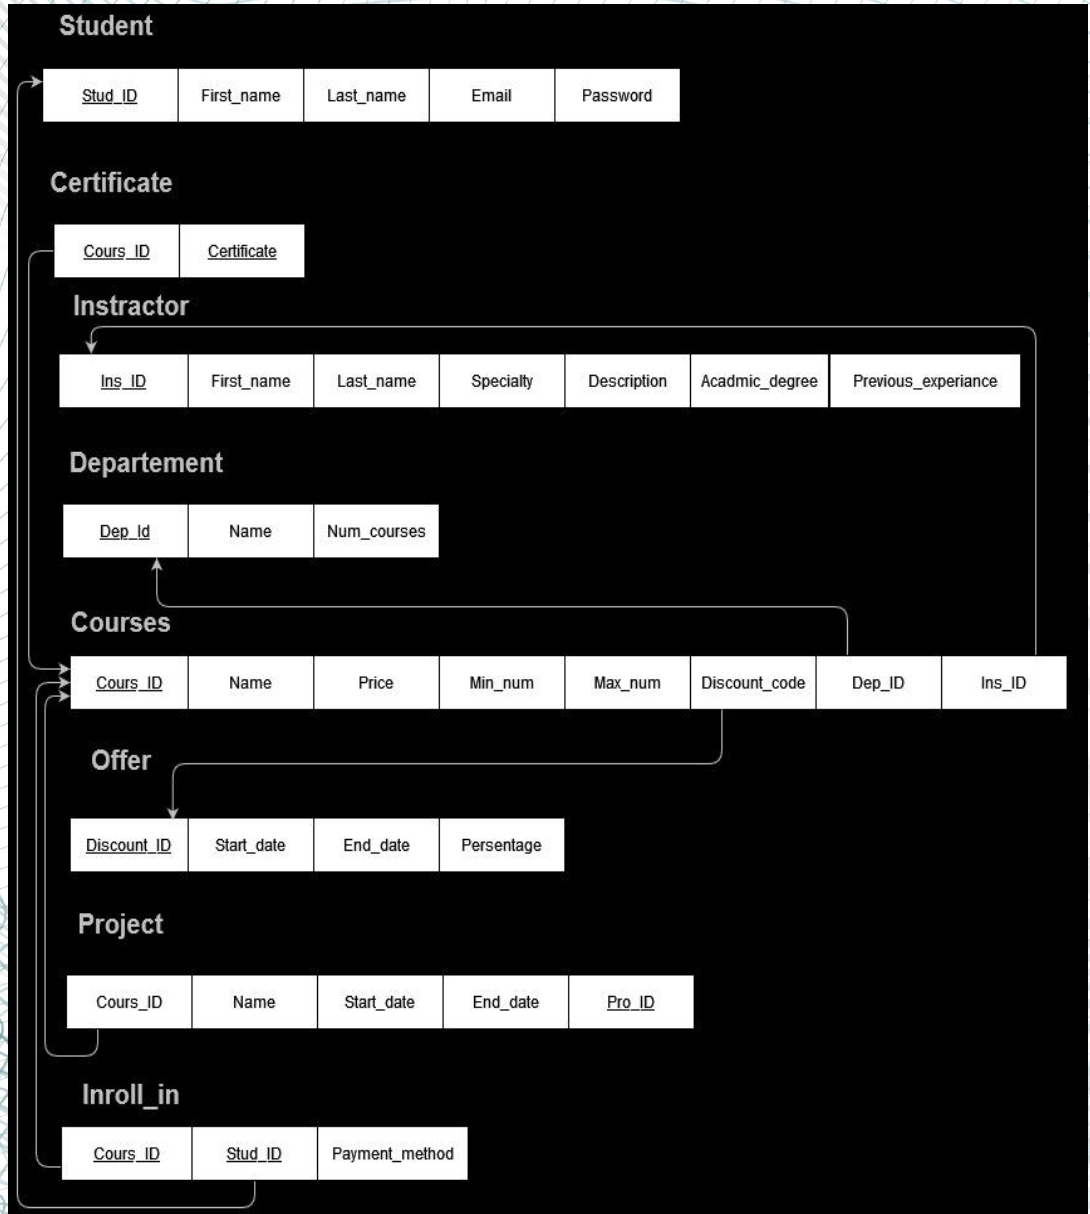 Student
Stud_ID First_name Last_name Email Password
Certificate
Cours_ID Certificate
Instractor
Ins_ID First_name Last_name Specialty Description Acadmic_degree Previous_experiance
Departement
Dep_Id Name Num_courses
Courses
Cours_ID Name Price Min_num Max_num Discount_code Dep_ID Ins_ID
Offer
Discount_ID Start_date End_date Persentage
Project
Cours_ID Name Start_date End_date Pro_ID
Inroll_in
Cours_ID Stud_ID Payment_method